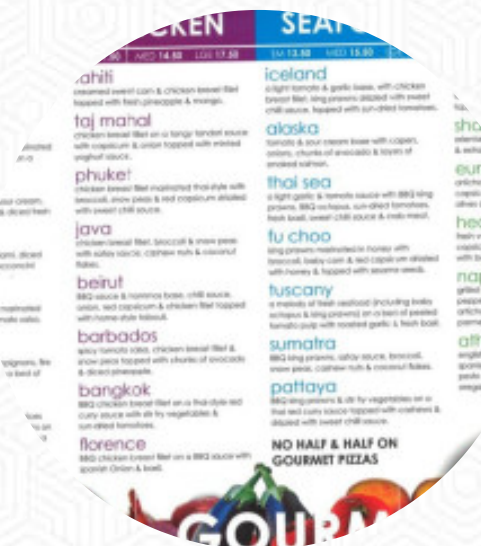 CKEN
MED 14.50 LGE 17.50
ahiti
creamed sweet corn & chicken breast fillet
topped with fresh pineapple & mango.
taj mahal
chicken breast fillet on a tangy tandori sauce
with capsicum & onion topped with minted
yoghurt sauce.
phuket
chicken breast fillet marinated thai-style with
broccoli, snow peas & red capsicum drizzled
with sweet chilli sauce.
java
chicken breast fillet, broccoli & snow peas
with satay sauce, cashew nuts & coconut
flakes.
beirut
BBQ sauce & hommos base, chilli sauce,
onion, red capsicum & chicken fillet topped
with home-style tabouli.
barbados
spicy tomato salsa, chicken breast fillet &
snow peas topped with chunks of avocado
& diced pineapple.
bangkok
BBQ chicken breast fillet on a thai-style red
curry sauce with stir fry vegetables &
sun-dried tomatoes.
florence
BBQ chicken breast fillet on a BBQ sauce with
spanish Onion & basil.
SEAF
SM 13.50 MED 15.50
iceland
a light tomato & garlic base, with chicken
breast fillet, king prawns drizzled with sweet
chilli sauce, topped with sun-dried tomatoes.
alaska
tomato & sour cream base with capers,
onions, chunks of avocado & layers of
smoked salmon.
thai sea
a light garlic & tomato sauce with BBQ king
prawns, BBQ octopus, sun-dried tomatoes,
fresh basil, sweet chilli sauce & crab meat.
fu choo
king prawns marinated in honey with
broccoli, baby corn & red capsicum drizzled
with honey & topped with sesame seeds.
tuscany
a melody of fresh seafood (including baby
octopus & king prawns) on a bed of peeled
tomato pulp with roasted garlic & fresh basil.
sumatra
BBQ king prawns, satay sauce, broccoli,
snow peas, cashew nuts & coconut flakes.
pattaya
BBQ king prawns & stir fry vegetables on a
thai red curry sauce topped with cashews &
drizzled with sweet chilli sauce.
NO HALF & HALF ON
GOURMET PIZZAS
GOURM